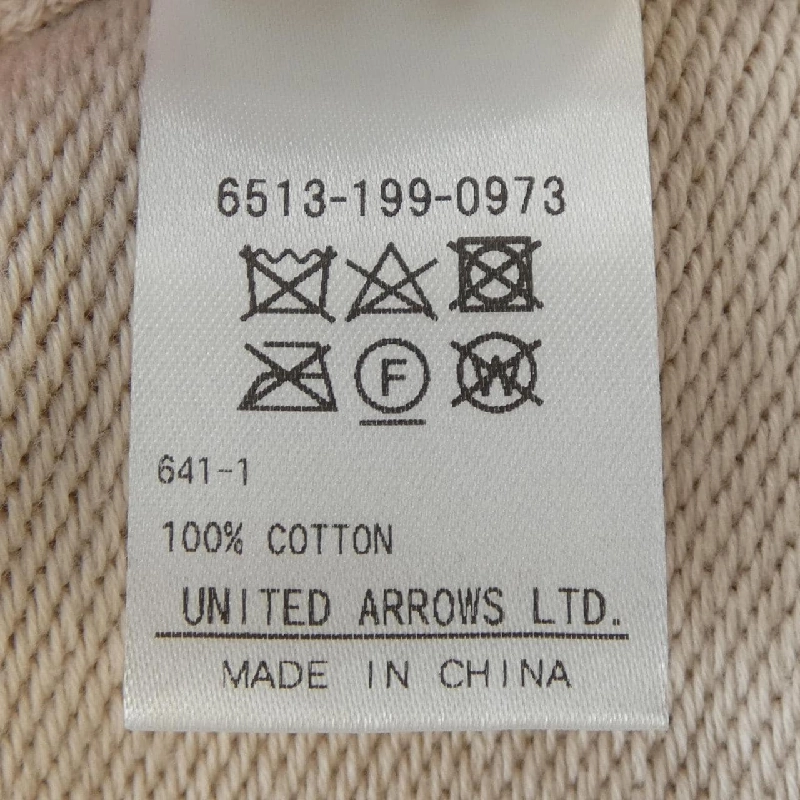 6513-199-0973
F W
641-1
100% COTTON
UNITED ARROWS LTD.
MADE IN CHINA